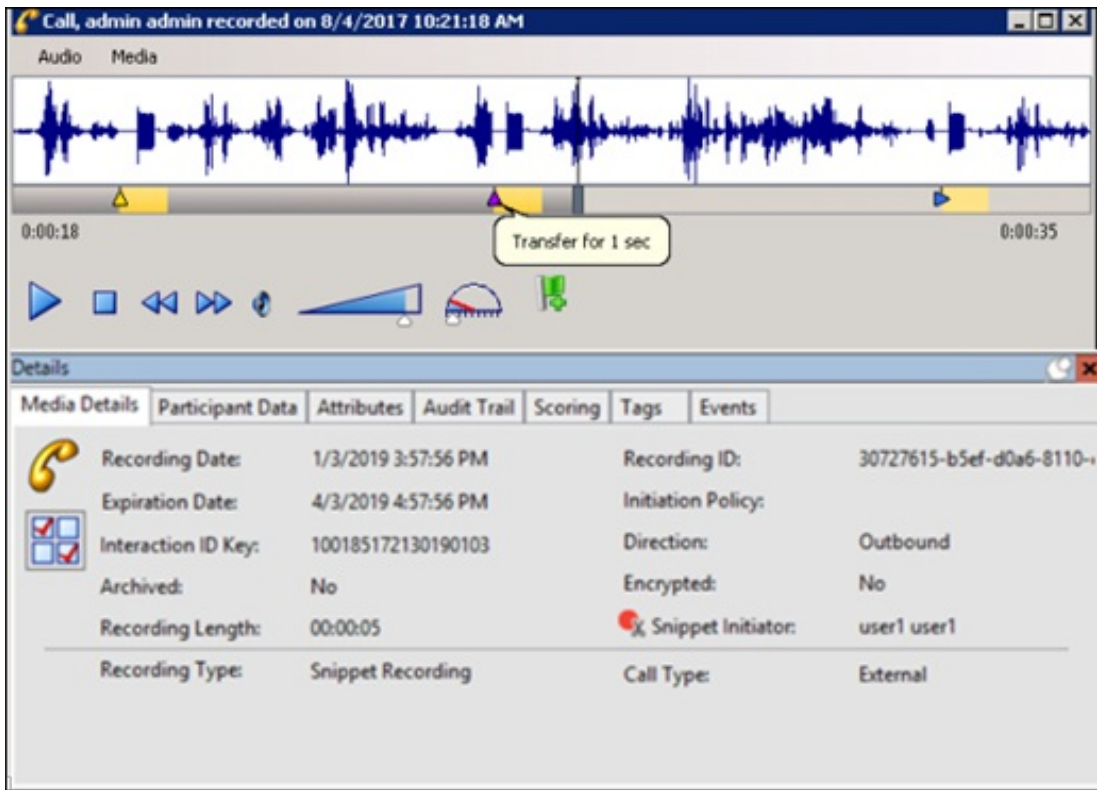 Call, admin admin recorded on 8/4/2017 10:21:18 AM
Audio Media
0:00:18
Transfer for 1 sec
0:00:35
Details
Media Details Participant Data Attributes Audit Trail Scoring Tags Events
Recording Date: 1/3/2019 3:57:56 PM Recording ID: 30727615-b5ef-d0a6-8110-
Expiration Date: 4/3/2019 4:57:56 PM Initiation Policy:
Interaction ID Key: 100185172130190103 Direction: Outbound
Archived: No Encrypted: No
Recording Length: 00:00:05 Snippet Initiator: user1 user1
Recording Type: Snippet Recording Call Type: External